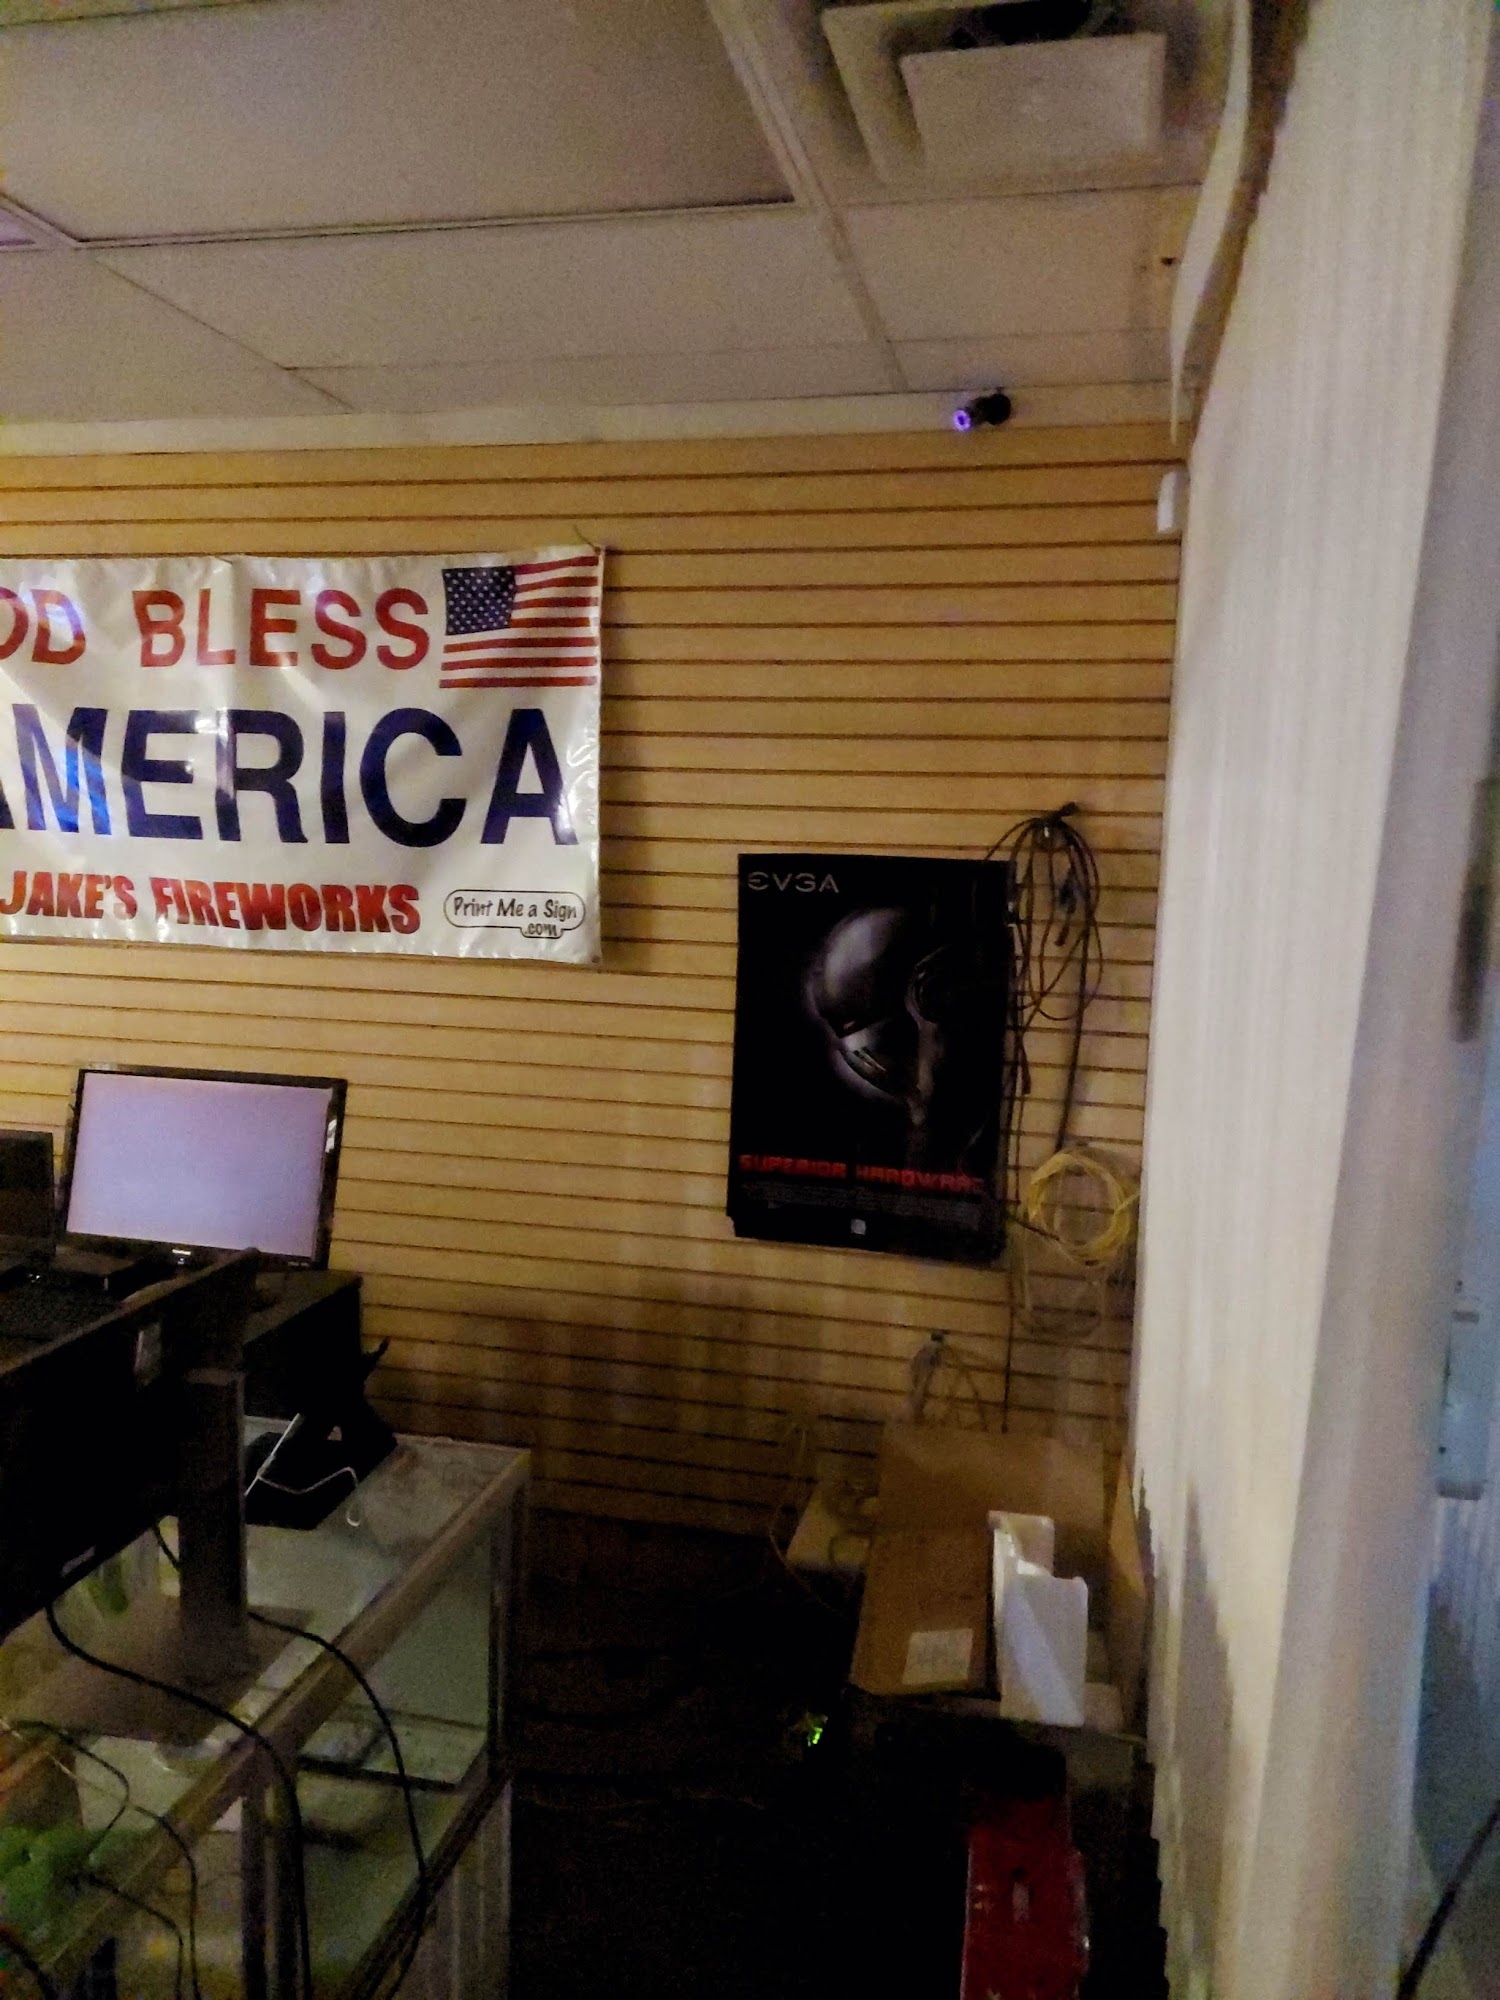 OD BLESS
AMERICA
JAKE'S FIREWORKS
Print Me a Sign
.com
EVGA
SUPERIOR HARDWARE